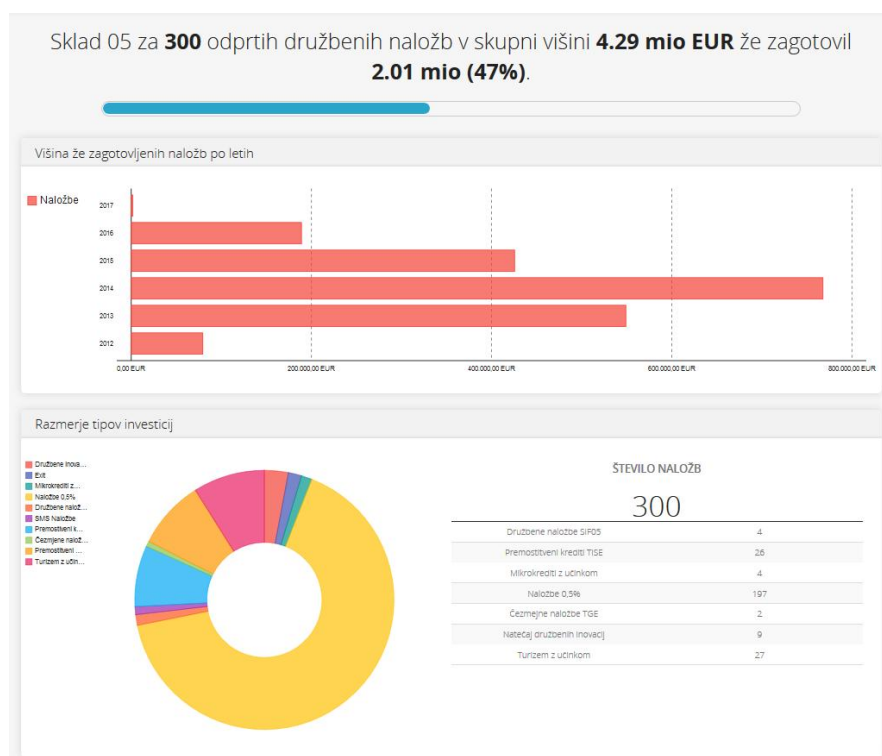 Sklad 05 za 300 odprtih družbenih naložb v skupni višini 4.29 mio EUR že zagotovil
2.01 mio (47%).
Višina že zagotovljenih naložb po letih
Naložbe
2017
2016
2015
2014
2013
2012
0,00 EUR 200.000,00 EUR 400.000,00 EUR 600.000,00 EUR 800.000,00 EUR
Razmerje tipov investicij
Družbene inova...
Exit
Mikrokrediti z...
Naložbe 0,5%
Družbene nalož...
SMS Naložbe
Premostitveni k...
Čezmjene nalož...
Premostitveni ...
Turizem z učin...
ŠTEVILO NALOŽB
300
Družbene naložbe SIF05 4
Premostitveni krediti TISE 26
Mikrokrediti z učinkom 4
Naložbe 0,5% 197
Čezmejne naložbe TGE 2
Natečaj družbenih inovacij 9
Turizem z učinkom 27